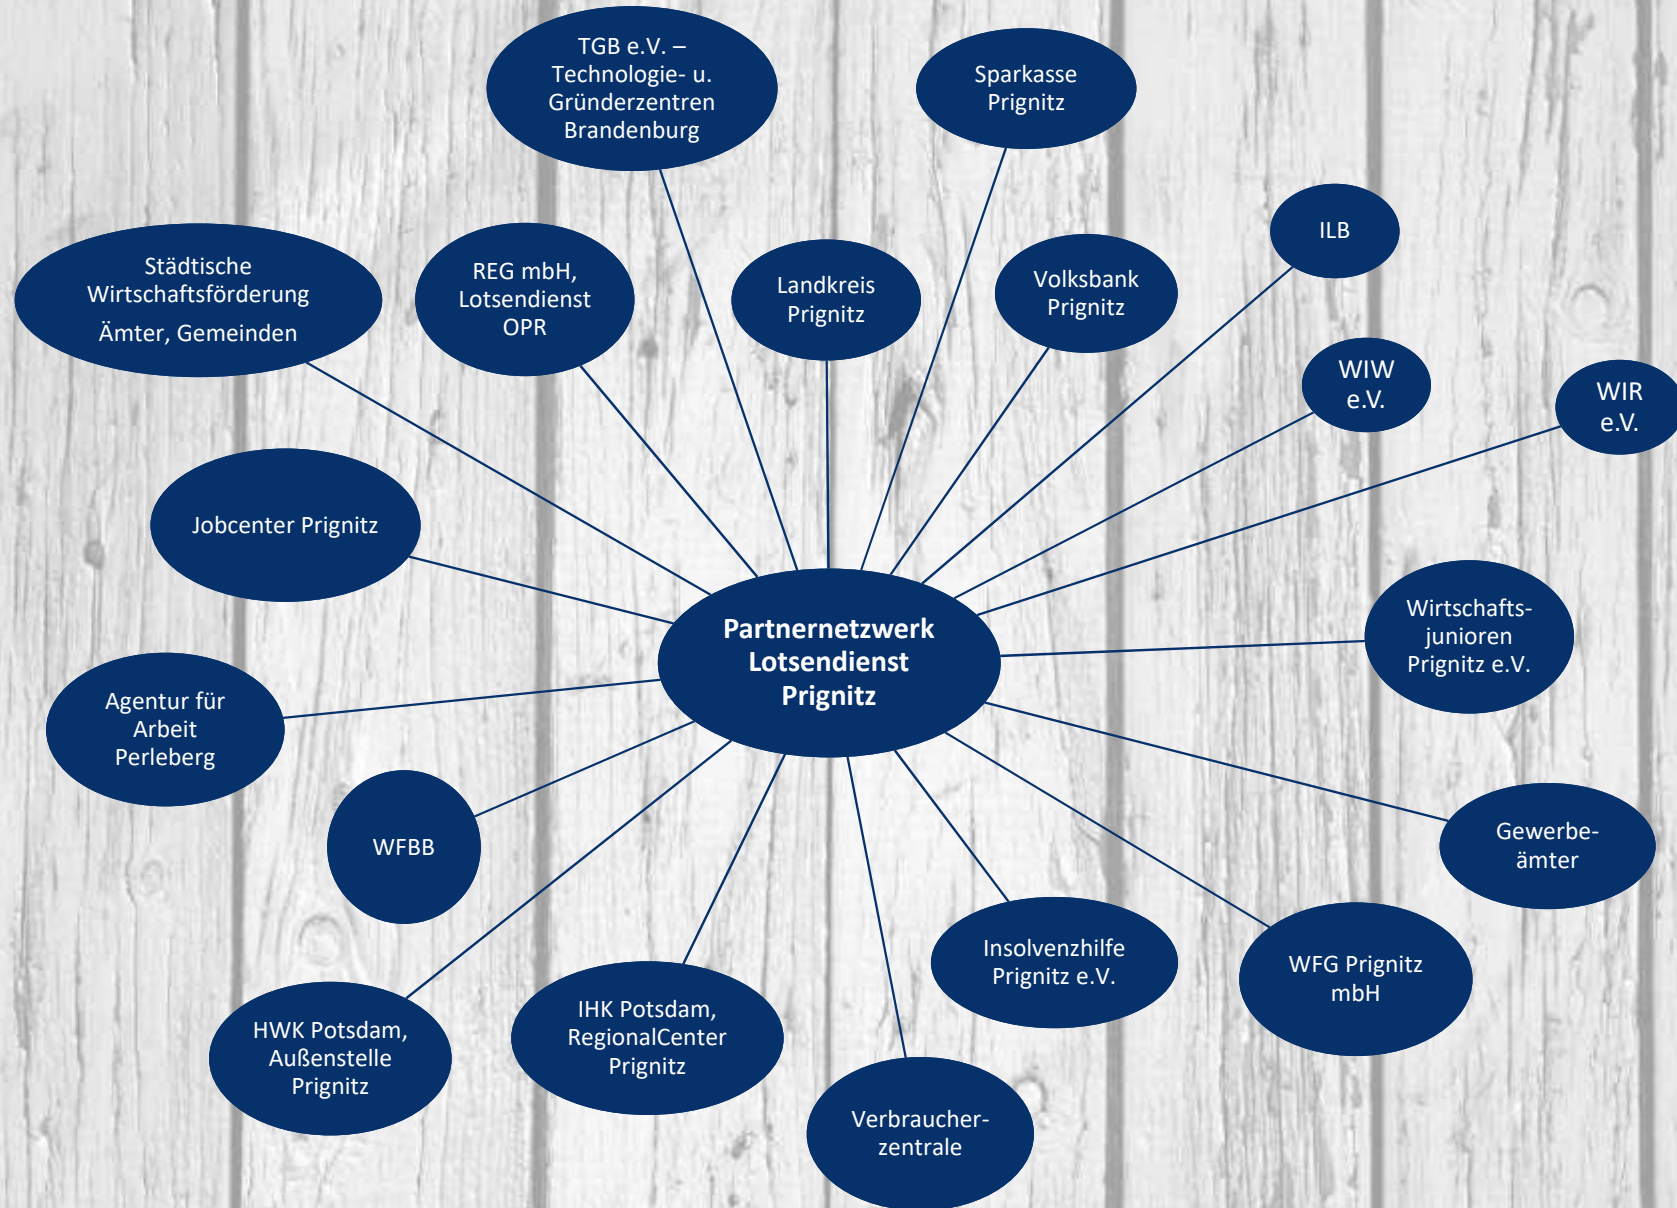 TGB e.V. –
Technologie- u.
Gründerzentren
Brandenburg
Sparkasse
Prignitz
ILB
Städtische
Wirtschaftsförderung
Ämter, Gemeinden
REG mbH,
Lotsendienst
OPR
Landkreis
Prignitz
Volksbank
Prignitz
WIW
e.V.
WIR
e.V.
Jobcenter Prignitz
Partnernetzwerk
Lotsendienst
Prignitz
Wirtschafts-
junioren
Prignitz e.V.
Agentur für
Arbeit
Perleberg
WFBB
Gewerbe-
ämter
Insolvenzhilfe
Prignitz e.V.
WFG Prignitz
mbH
HWK Potsdam,
Außenstelle
Prignitz
IHK Potsdam,
RegionalCenter
Prignitz
Verbraucher-
zentrale